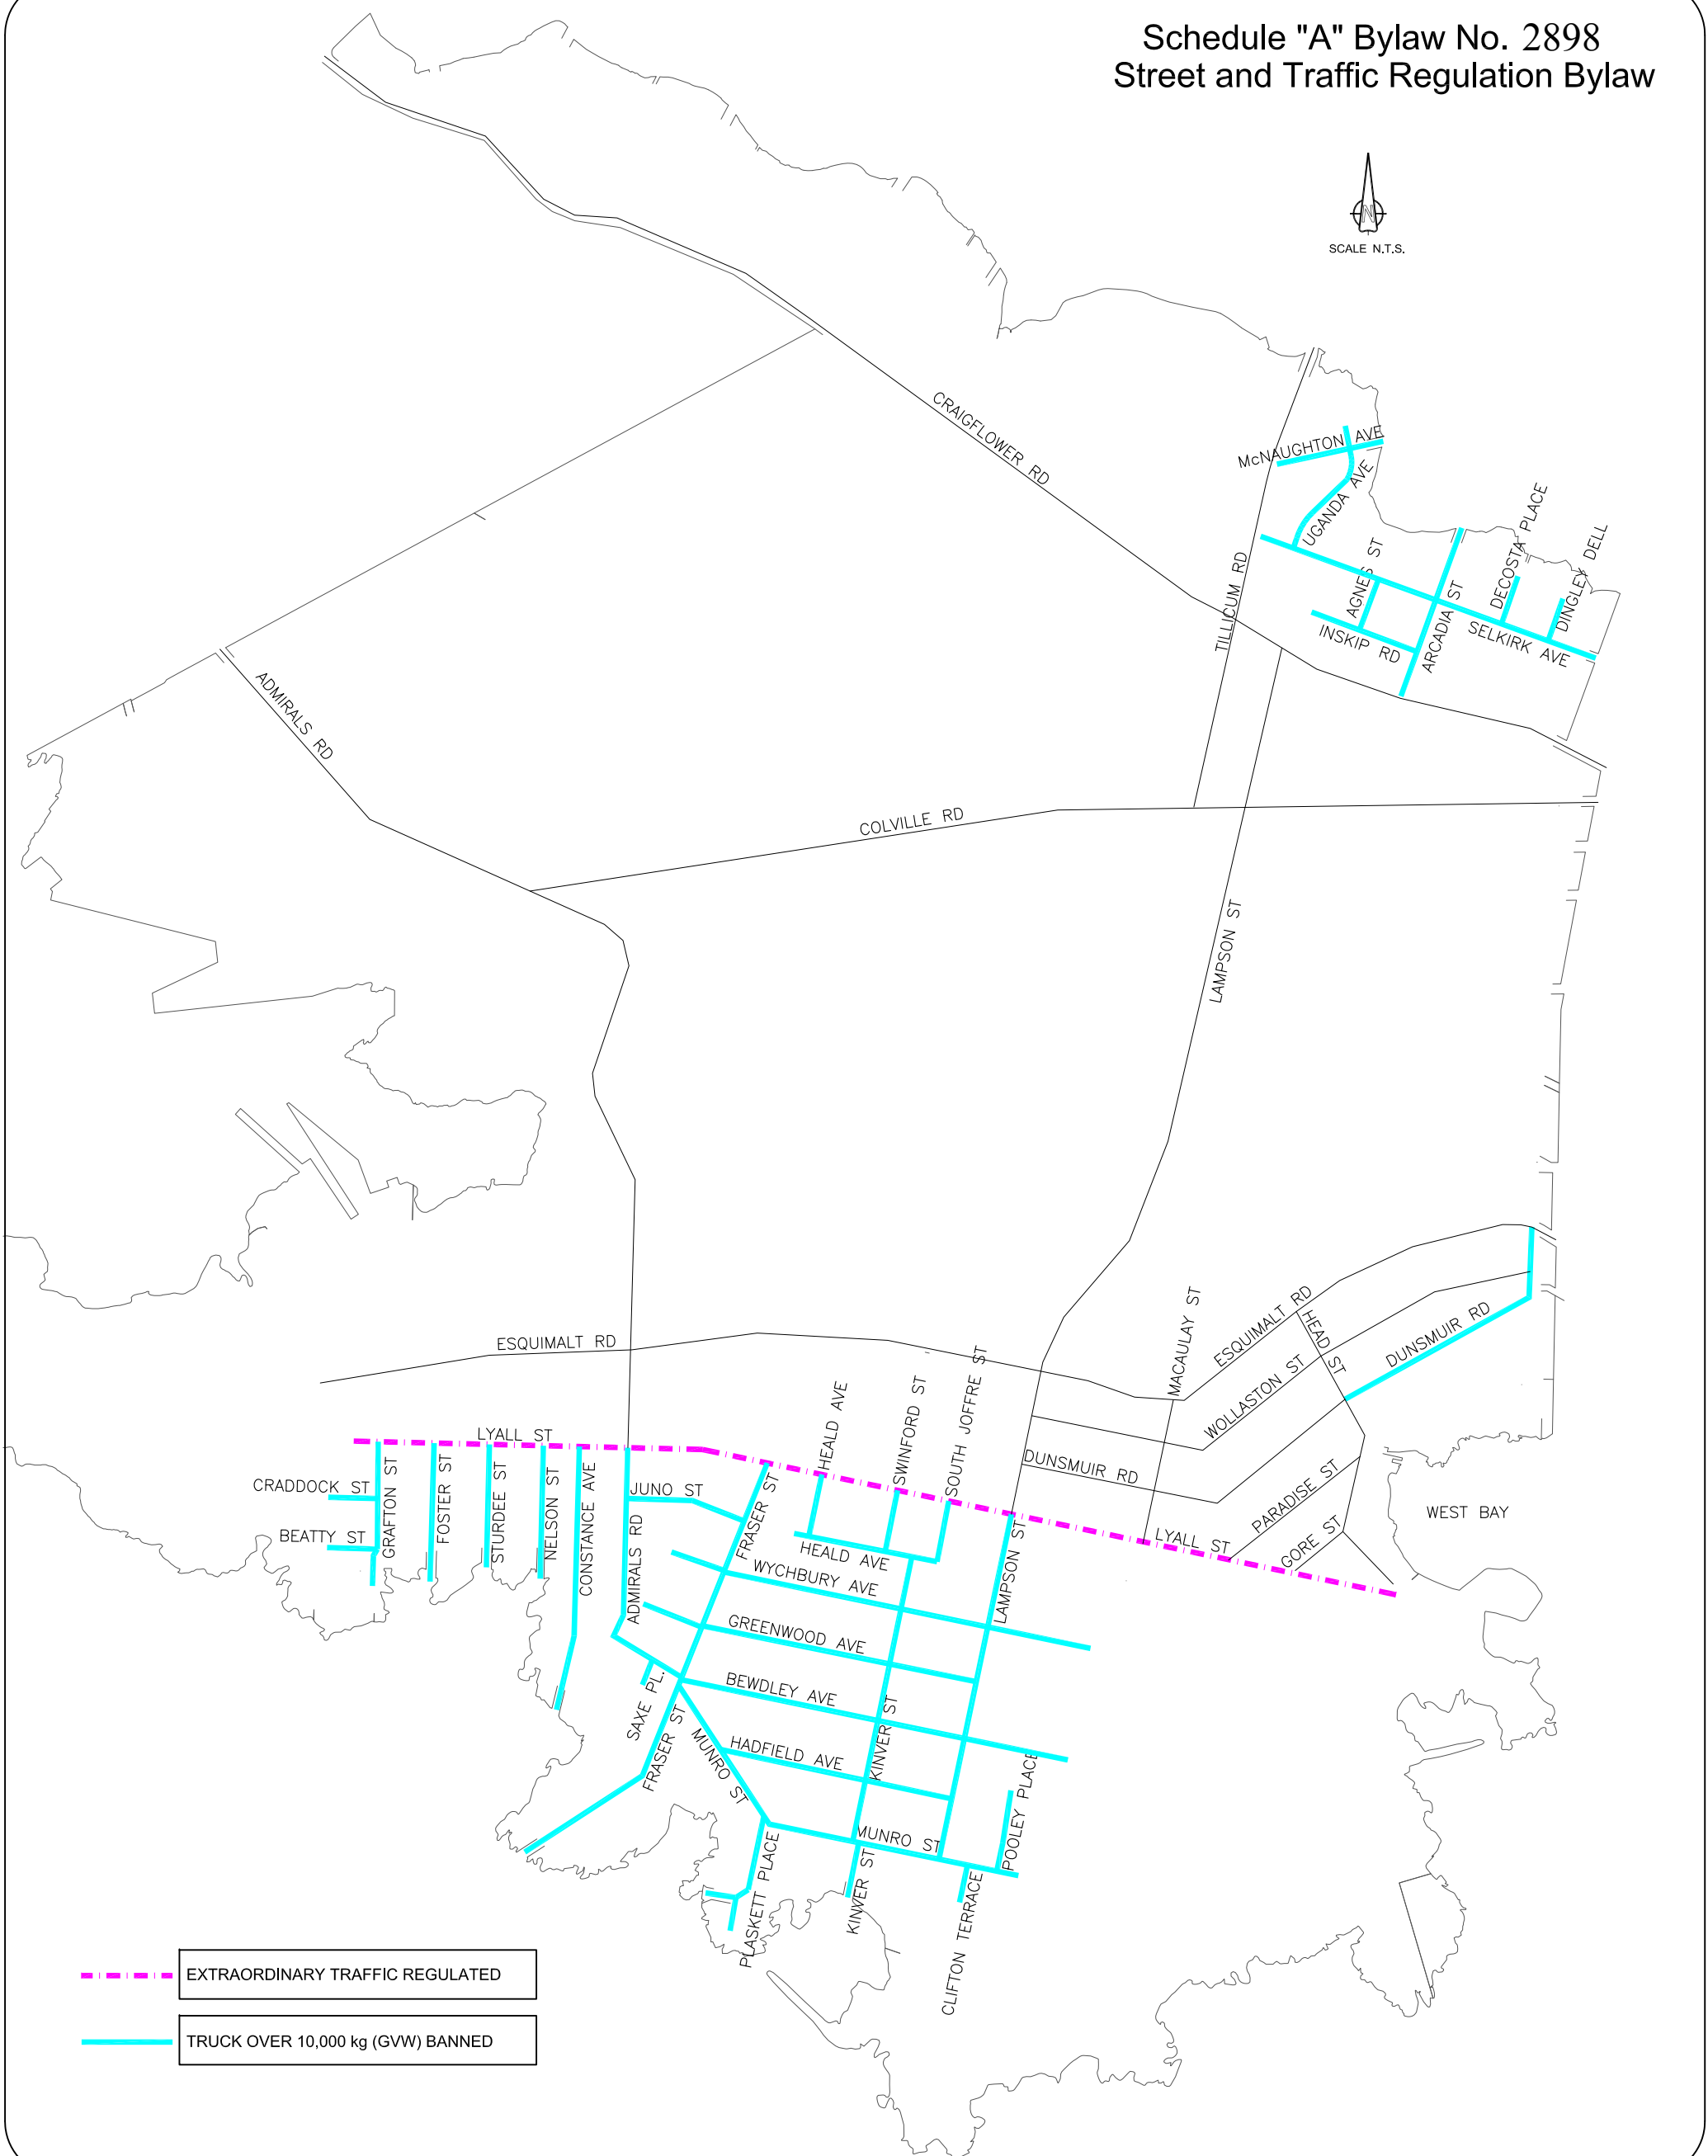 Schedule "A" Bylaw No. 2898
Street and Traffic Regulation Bylaw
N
SCALE N.T.S.
CRAIGFLOWER RD
McNAUGHTON AVE
UGANDA AVE
TILLICUM RD
AGNES ST
INSKIP RD
ARCADIA ST
DECOSTA PLACE
SELKIRK AVE
DINGLEY DELL
ADMIRALS RD
COLVILLE RD
LAMPSON ST
ESQUIMALT RD
MACAULAY ST
ESQUIMALT RD
HEAD ST
WOLLASTON ST
DUNSMUIR RD
LYALL ST
HEALD AVE
SWINFORD ST
SOUTH JOFFRE ST
DUNSMUIR RD
PARADISE ST
GORE ST
LYALL ST
WEST BAY
CRADDOCK ST
BEATTY ST
GRAFTON ST
FOSTER ST
STURDEE ST
NELSON ST
CONSTANCE AVE
ADMIRALS RD
JUNO ST
FRASER ST
HEALD AVE
WYCHBURY AVE
LAMPSON ST
GREENWOOD AVE
BEWDLEY AVE
SAXE PL.
FRASER ST
MUNRO ST
HADFIELD AVE
KINVER ST
POOLEY PLACE
MUNRO ST
PLASKETT PLACE
KINVER ST
CLIFTON TERRACE
EXTRAORDINARY TRAFFIC REGULATED
TRUCK OVER 10,000 kg (GVW) BANNED